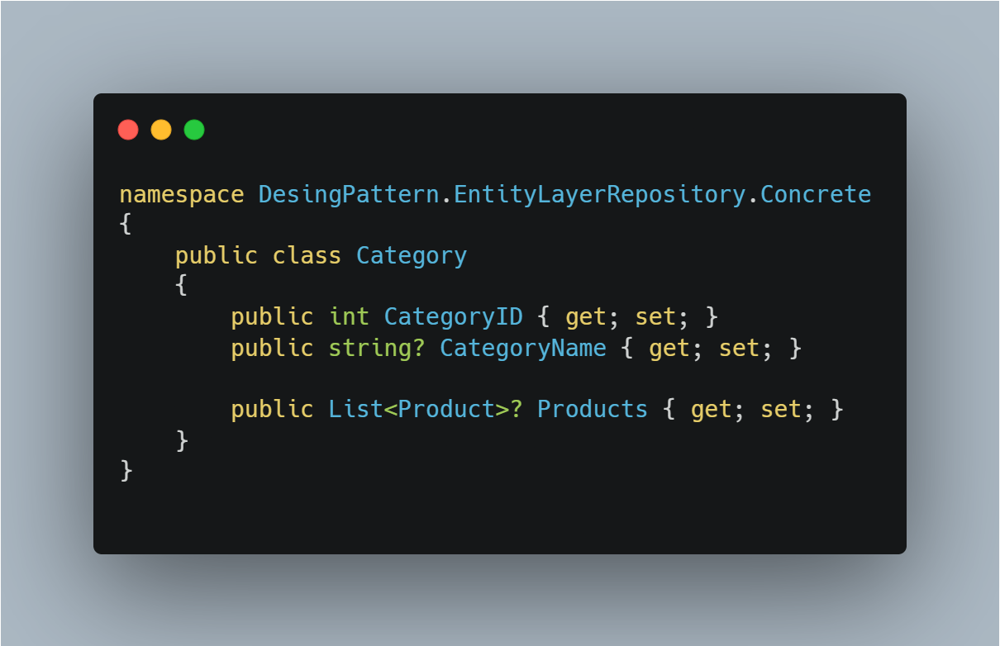 namespace DesingPattern.EntityLayerRepository.Concrete
{
    public class Category
    {
        public int CategoryID { get; set; }
        public string? CategoryName { get; set; }

        public List<Product>? Products { get; set; }
    }
}